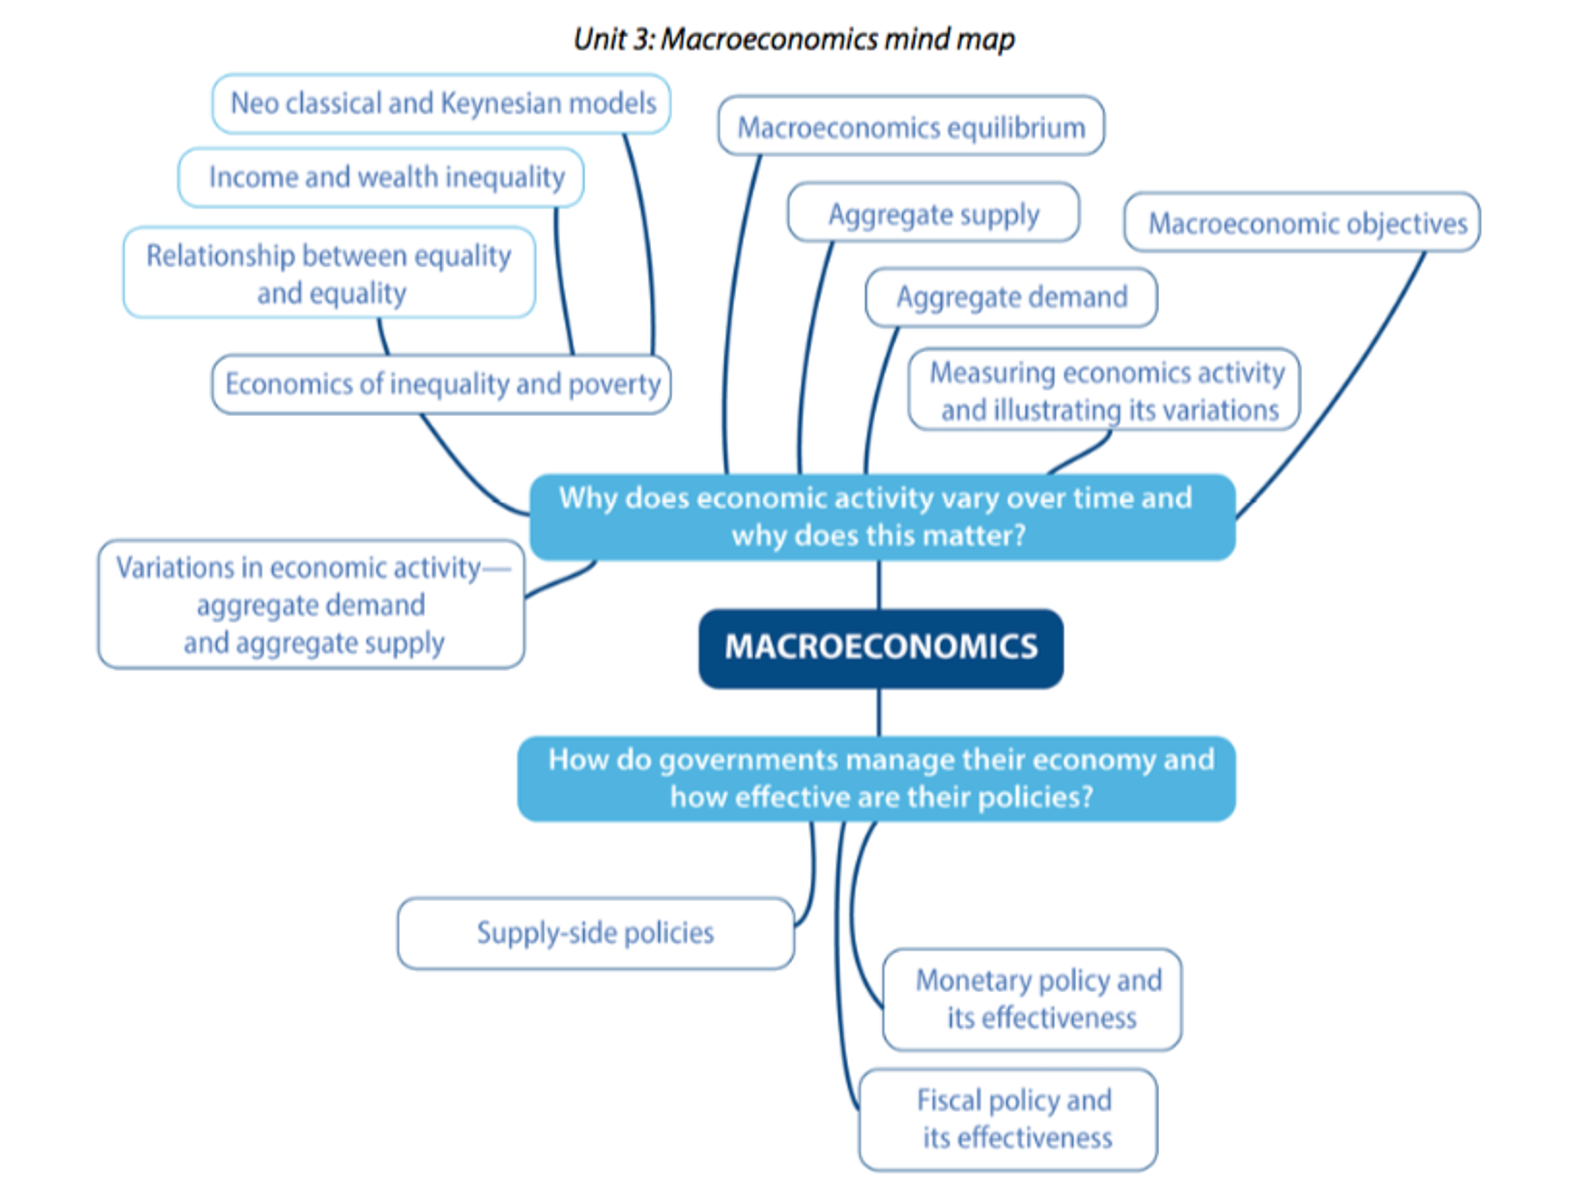 Unit 3: Macroeconomics mind map
Neo classical and Keynesian models
Macroeconomics equilibrium
Income and wealth inequality
Aggregate supply
Macroeconomic objectives
Relationship between equality
and equality
Aggregate demand
Economics of inequality and poverty
Measuring economics activity
and illustrating its variations
Why does economic activity vary over time and
why does this matter?
Variations in economic activity—
aggregate demand
and aggregate supply
MACROECONOMICS
How do governments manage their economy and
how effective are their policies?
Supply-side policies
Monetary policy and
its effectiveness
Fiscal policy and
its effectiveness